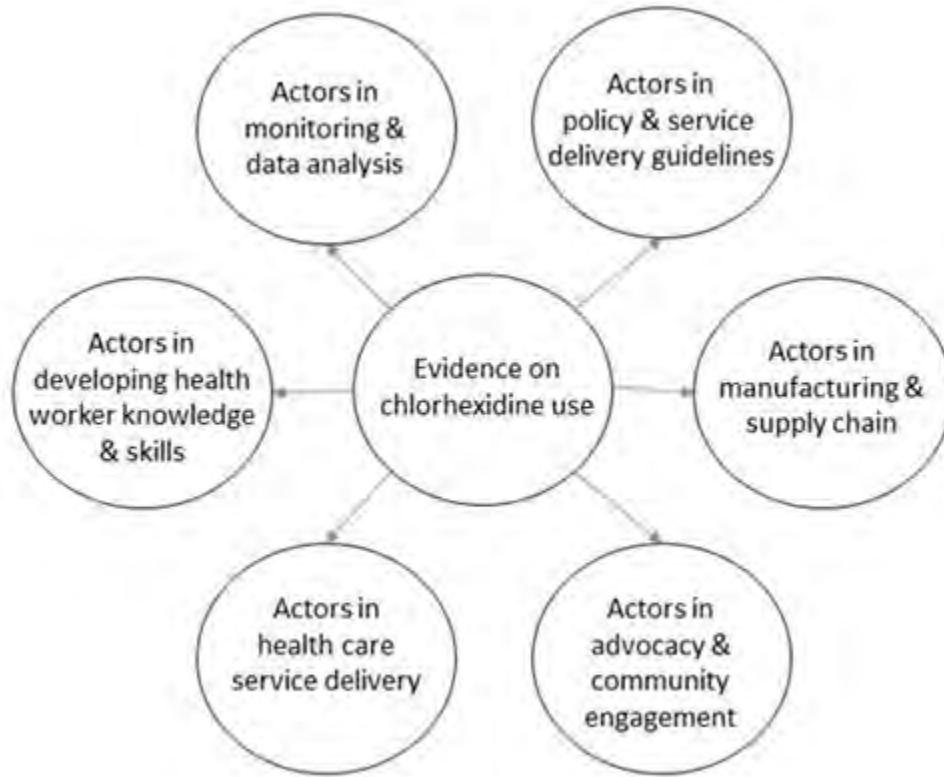 Actors in
monitoring &
data analysis
Actors in
policy & service
delivery guidelines
Actors in
developing health
worker knowledge
& skills
Evidence on
chlorhexidine use
Actors in
manufacturing &
supply chain
Actors in
health care
service delivery
Actors in
advocacy &
community
engagement